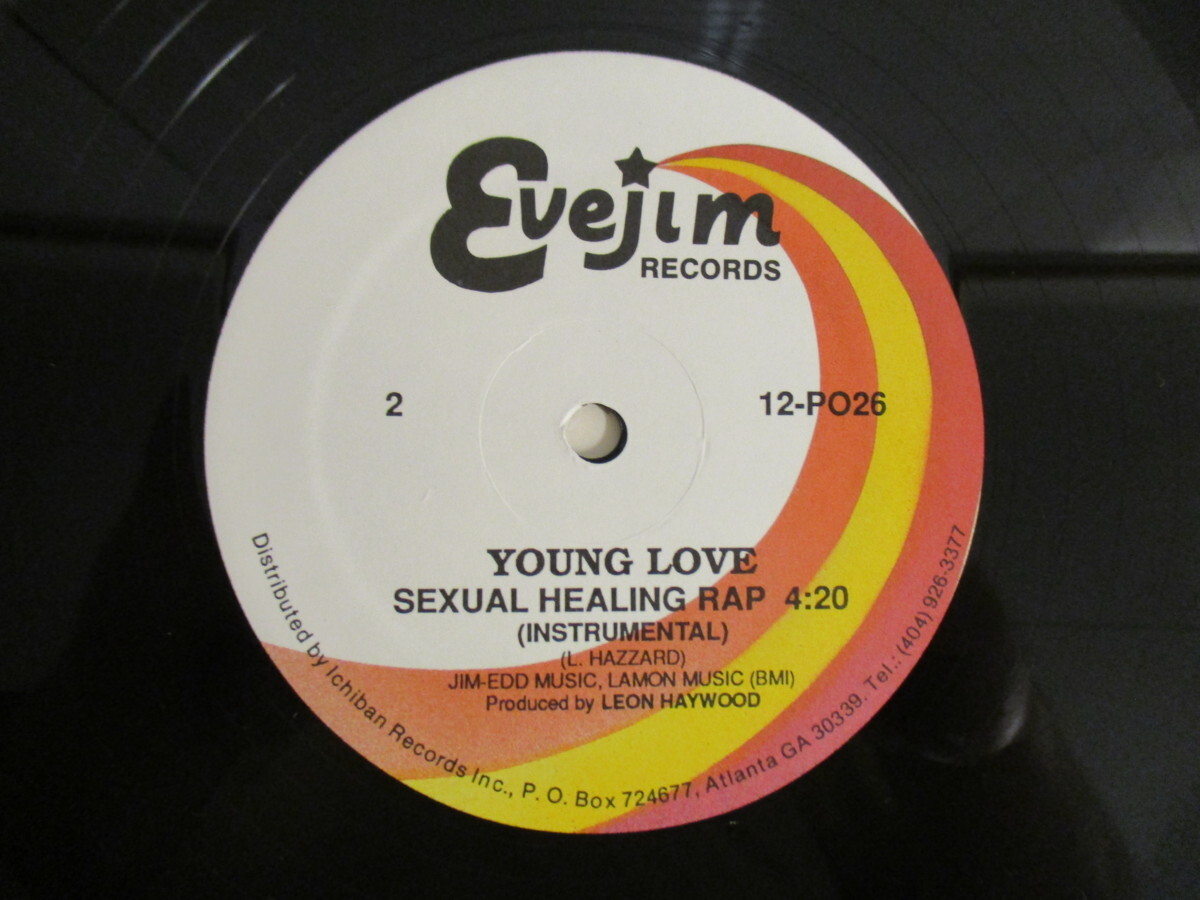 Evejim
RECORDS
2
12-PO26
YOUNG LOVE
SEXUAL HEALING RAP 4:20
(INSTRUMENTAL)
(L. HAZZARD)
JIM-EDD MUSIC, LAMON MUSIC (BMI)
Produced by LEON HAYWOOD
Distributed by Ichiban Records Inc., P. O. Box 724677, Atlanta GA 30339. Tel.: (404) 926-3377